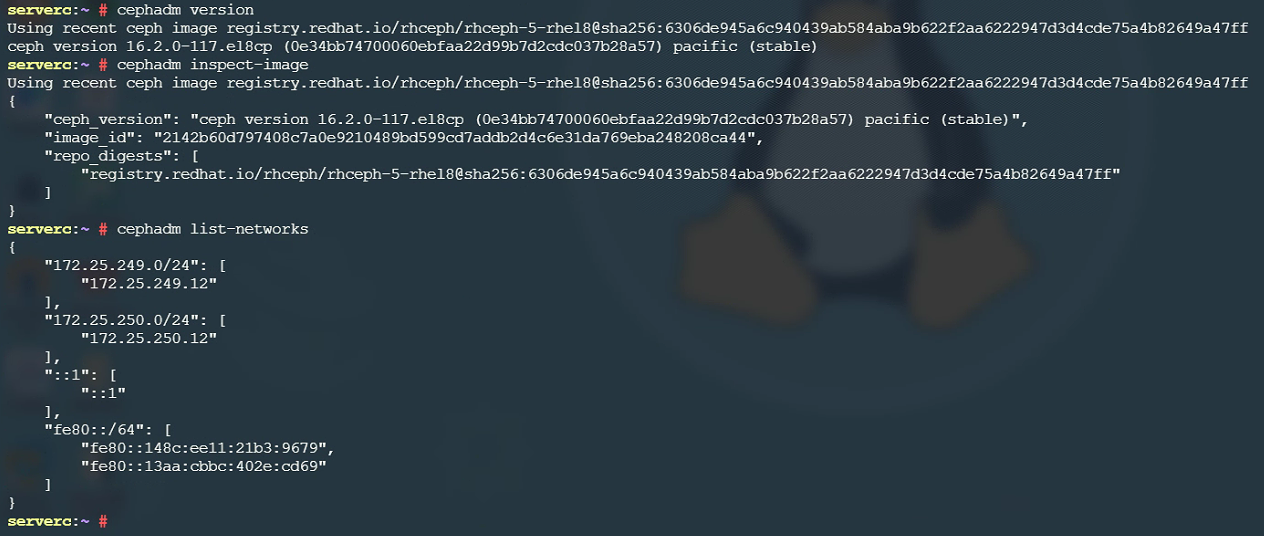 serverc:~ # cephadm version
Using recent ceph image registry.redhat.io/rhceph/rhceph-5-rhel8@sha256:6306de945a6c940439ab584aba9b622f2aa6222947d3d4cde75a4b82649a47ff
ceph version 16.2.0-117.el8cp (0e34bb74700060ebfaa22d99b7d2cdc037b28a57) pacific (stable)
serverc:~ # cephadm inspect-image
Using recent ceph image registry.redhat.io/rhceph/rhceph-5-rhel8@sha256:6306de945a6c940439ab584aba9b622f2aa6222947d3d4cde75a4b82649a47ff
{
    "ceph_version": "ceph version 16.2.0-117.el8cp (0e34bb74700060ebfaa22d99b7d2cdc037b28a57) pacific (stable)",
    "image_id": "2142b60d797408c7a0e9210489bd599cd7addb2d4c6e31da769eba248208ca44",
    "repo_digests": [
        "registry.redhat.io/rhceph/rhceph-5-rhel8@sha256:6306de945a6c940439ab584aba9b622f2aa6222947d3d4cde75a4b82649a47ff"
    ]
}
serverc:~ # cephadm list-networks
{
    "172.25.249.0/24": [
        "172.25.249.12"
    ],
    "172.25.250.0/24": [
        "172.25.250.12"
    ],
    "::1": [
        "::1"
    ],
    "fe80::/64": [
        "fe80::148c:ee11:21b3:9679",
        "fe80::13aa:cbbc:402e:cd69"
    ]
}
serverc:~ #